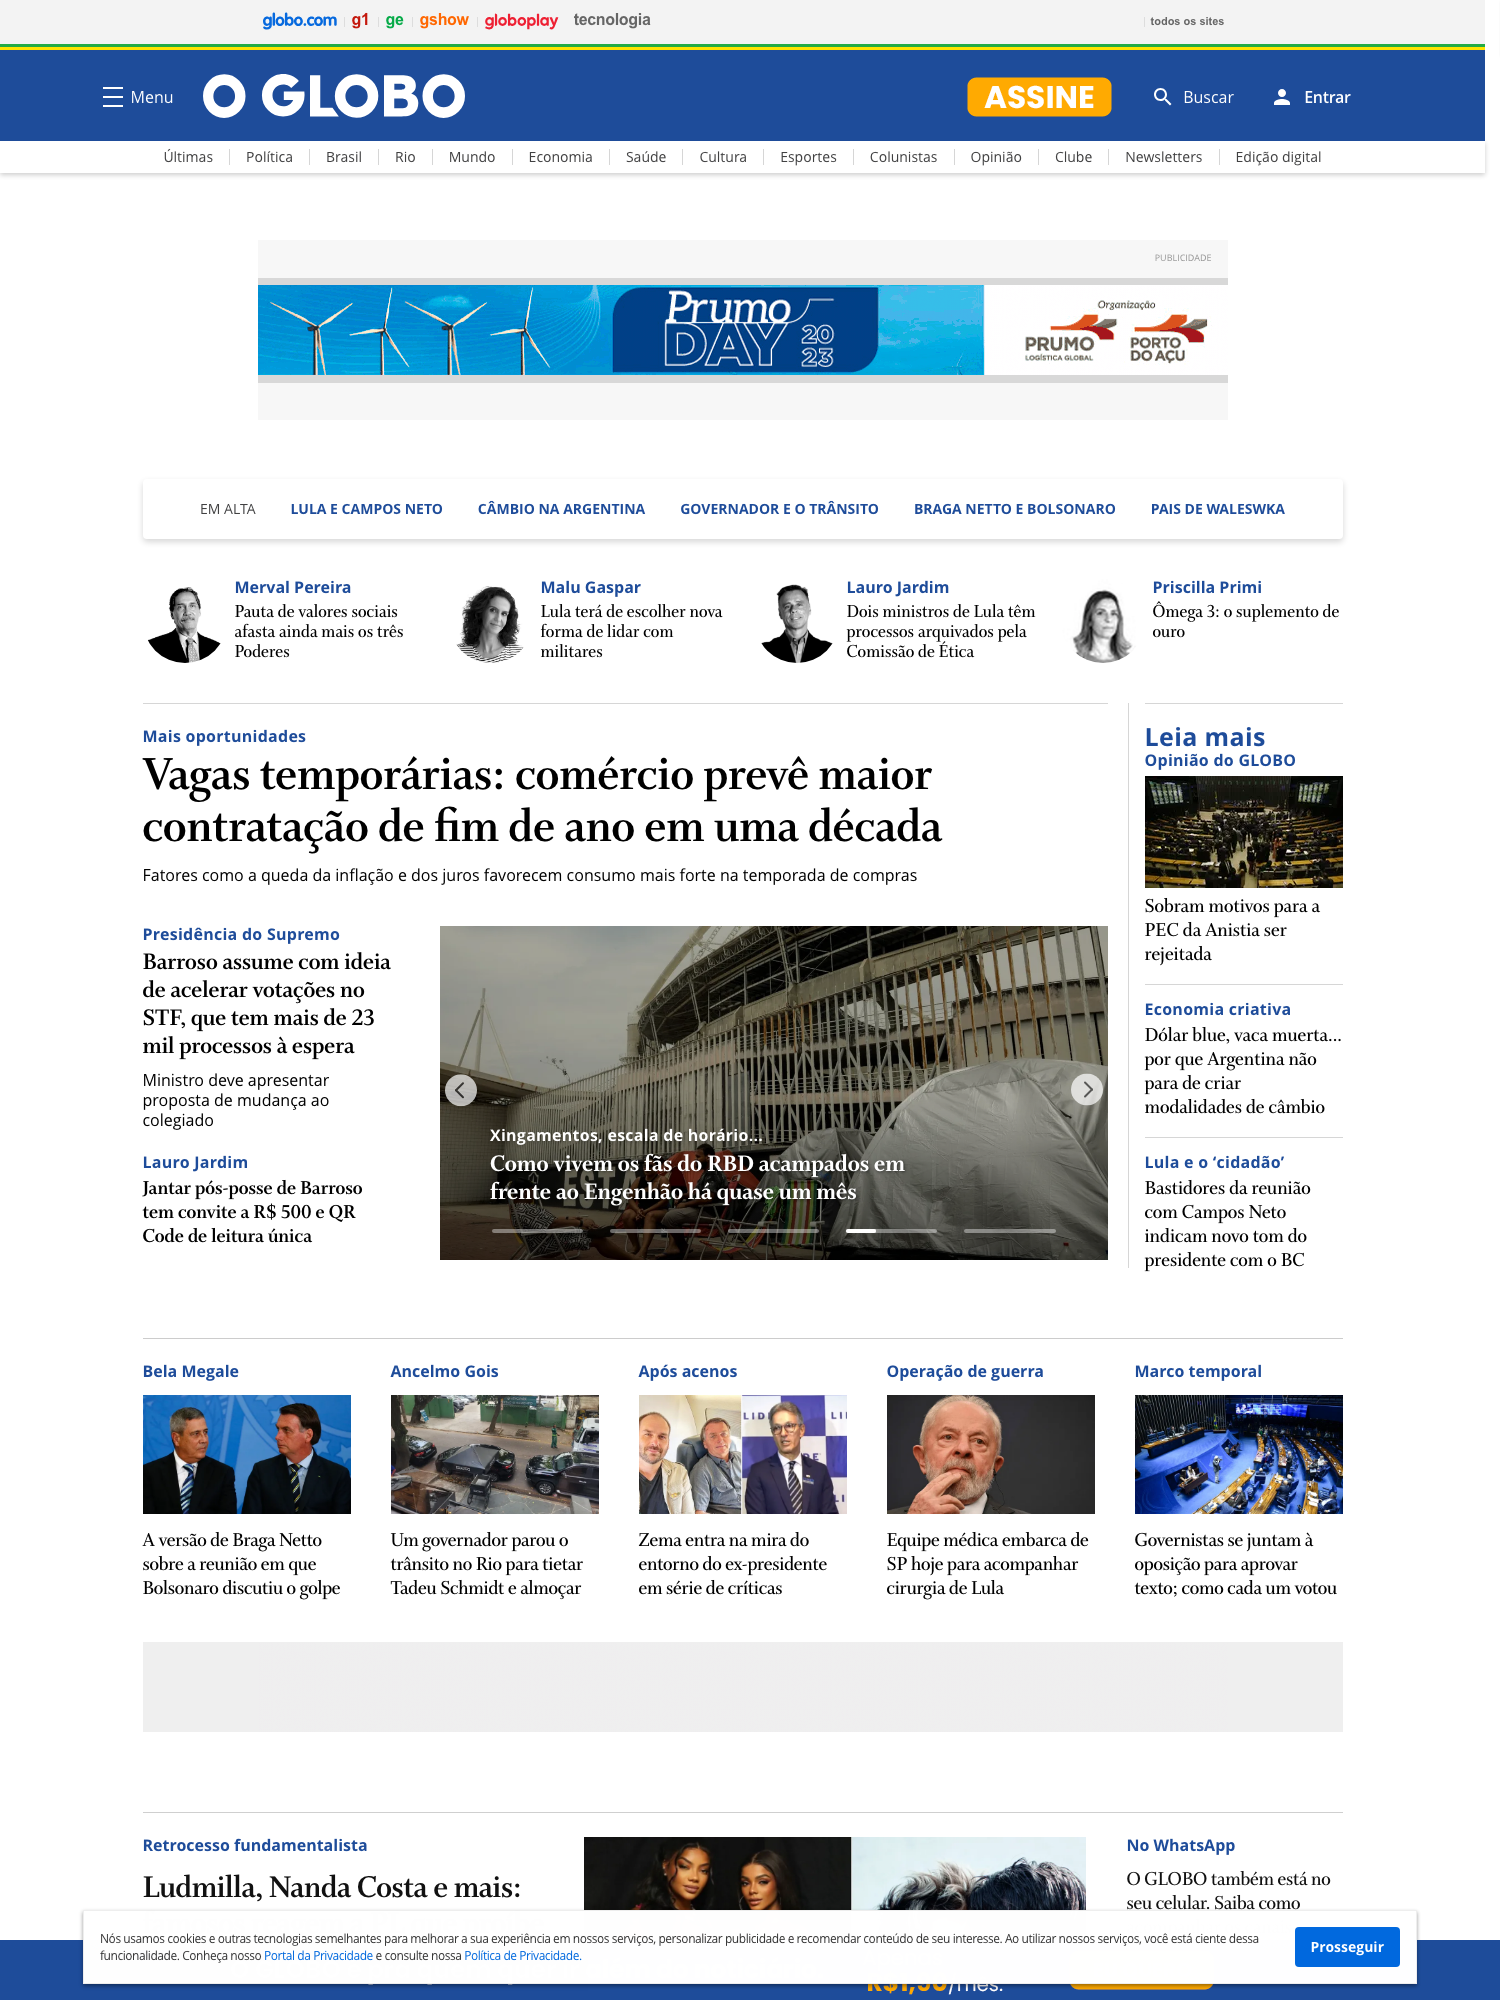 globo.com g1 ge gshow globoplay tecnologia todos os sites
Menu O GLOBO ASSINE Buscar Entrar
Últimas Política Brasil Rio Mundo Economia Saúde Cultura Esportes Colunistas Opinião Clube Newsletters Edição digital
PUBLICIDADE
Prumo
DAY 2023
Organização
PRUMO
LOGÍSTICA GLOBAL
PORTO
DO AÇU
EM ALTA LULA E CAMPOS NETO CÂMBIO NA ARGENTINA GOVERNADOR E O TRÂNSITO BRAGA NETTO E BOLSONARO PAIS DE WALESWKA
Merval Pereira
Pauta de valores sociais
afasta ainda mais os três
Poderes
Malu Gaspar
Lula terá de escolher nova
forma de lidar com
militares
Lauro Jardim
Dois ministros de Lula têm
processos arquivados pela
Comissão de Ética
Priscilla Primi
Ômega 3: o suplemento de
ouro
Mais oportunidades
Vagas temporárias: comércio prevê maior
contratação de fim de ano em uma década
Fatores como a queda da inflação e dos juros favorecem consumo mais forte na temporada de compras
Presidência do Supremo
Barroso assume com ideia
de acelerar votações no
STF, que tem mais de 23
mil processos à espera
Ministro deve apresentar
proposta de mudança ao
colegiado
Lauro Jardim
Jantar pós-posse de Barroso
tem convite a R$ 500 e QR
Code de leitura única
Xingamentos, escala de horário...
Como vivem os fãs do RBD acampados em
frente ao Engenhão há quase um mês
Leia mais
Opinião do GLOBO
Sobram motivos para a
PEC da Anistia ser
rejeitada
Economia criativa
Dólar blue, vaca muerta...
por que Argentina não
para de criar
modalidades de câmbio
Lula e o ‘cidadão’
Bastidores da reunião
com Campos Neto
indicam novo tom do
presidente com o BC
Bela Megale
A versão de Braga Netto
sobre a reunião em que
Bolsonaro discutiu o golpe
Ancelmo Gois
Um governador parou o
trânsito no Rio para tietar
Tadeu Schmidt e almoçar
Após acenos
Zema entra na mira do
entorno do ex-presidente
em série de críticas
Operação de guerra
Equipe médica embarca de
SP hoje para acompanhar
cirurgia de Lula
Marco temporal
Governistas se juntam à
oposição para aprovar
texto; como cada um votou
Retrocesso fundamentalista
Ludmilla, Nanda Costa e mais:
No WhatsApp
O GLOBO também está no
seu celular. Saiba como
Nós usamos cookies e outras tecnologias semelhantes para melhorar a sua experiência em nossos serviços, personalizar publicidade e recomendar conteúdo de seu interesse. Ao utilizar nossos serviços, você está ciente dessa
funcionalidade. Conheça nosso Portal da Privacidade e consulte nossa Política de Privacidade.
Prosseguir